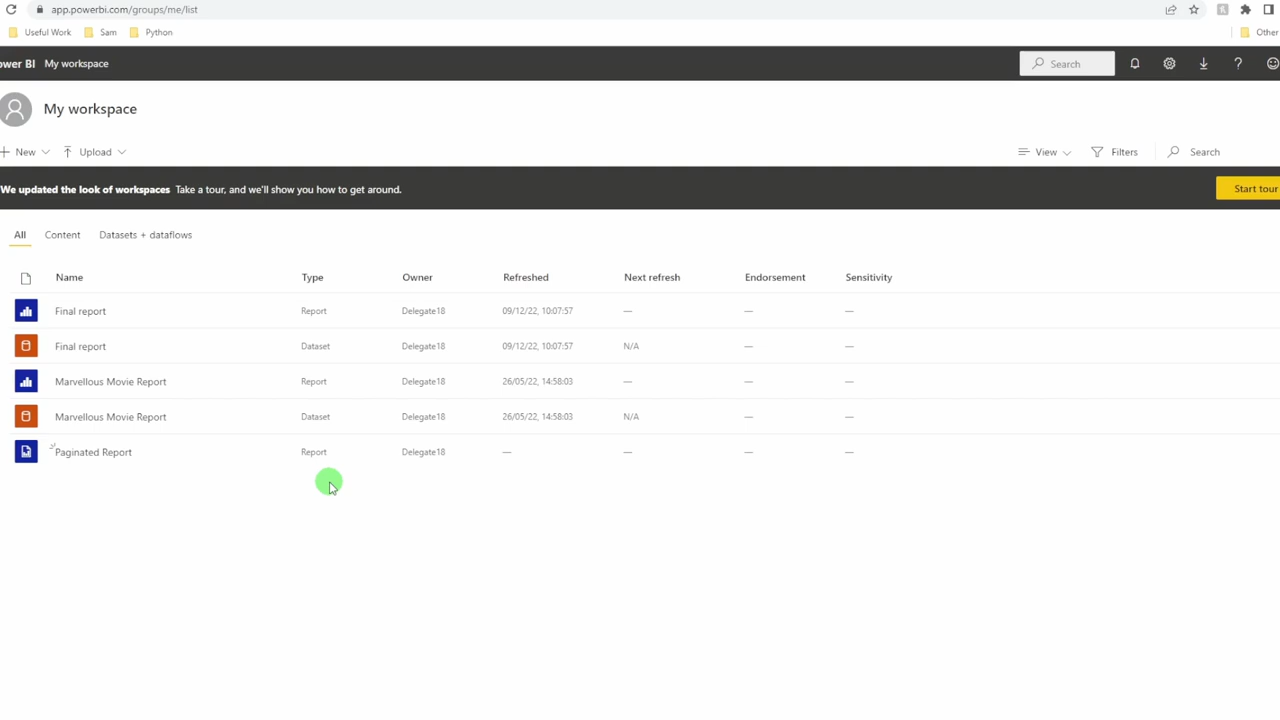 app.powerbi.com/groups/me/list
Useful Work Sam Python Other
ower BI My workspace Search
My workspace
New Upload View Filters Search
We updated the look of workspaces Take a tour, and we'll show you how to get around. Start tour
All Content Datasets + dataflows
Name Type Owner Refreshed Next refresh Endorsement Sensitivity
Final report Report Delegate18 09/12/22, 10:07:57 — — —
Final report Dataset Delegate18 09/12/22, 10:07:57 N/A — —
Marvellous Movie Report Report Delegate18 26/05/22, 14:58:03 — — —
Marvellous Movie Report Dataset Delegate18 26/05/22, 14:58:03 N/A — —
Paginated Report Report Delegate18 — — — —